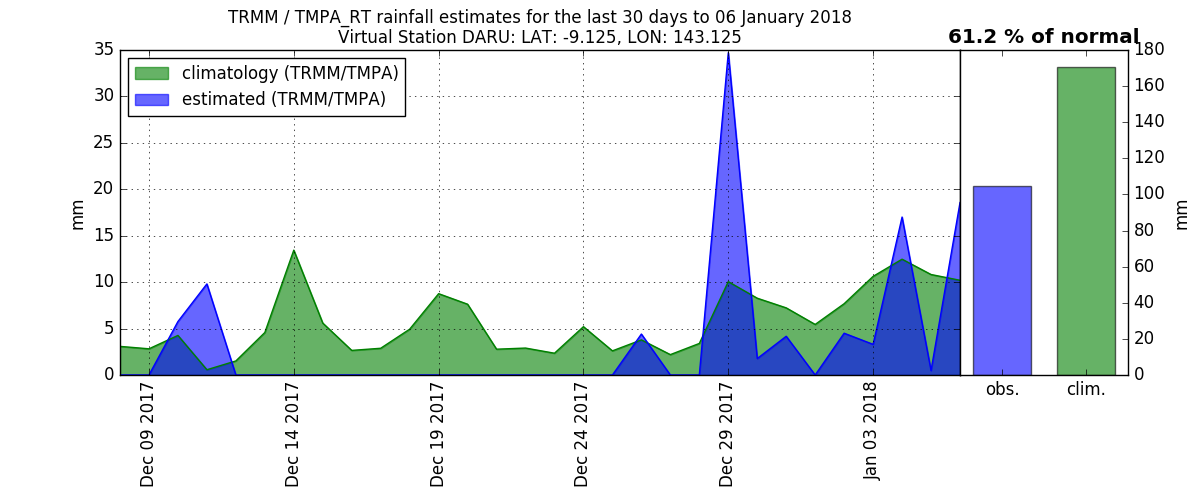 TRMM / TMPA_RT rainfall estimates for the last 30 days to 06 January 2018
Virtual Station DARU: LAT: -9.125, LON: 143.125
61.2 % of normal
climatology (TRMM/TMPA)
estimated (TRMM/TMPA)
35
30
25
20
15
10
5
0
mm
Dec 09 2017
Dec 14 2017
Dec 19 2017
Dec 24 2017
Dec 29 2017
Jan 03 2018
obs.
clim.
180
160
140
120
100
80
60
40
20
0
mm